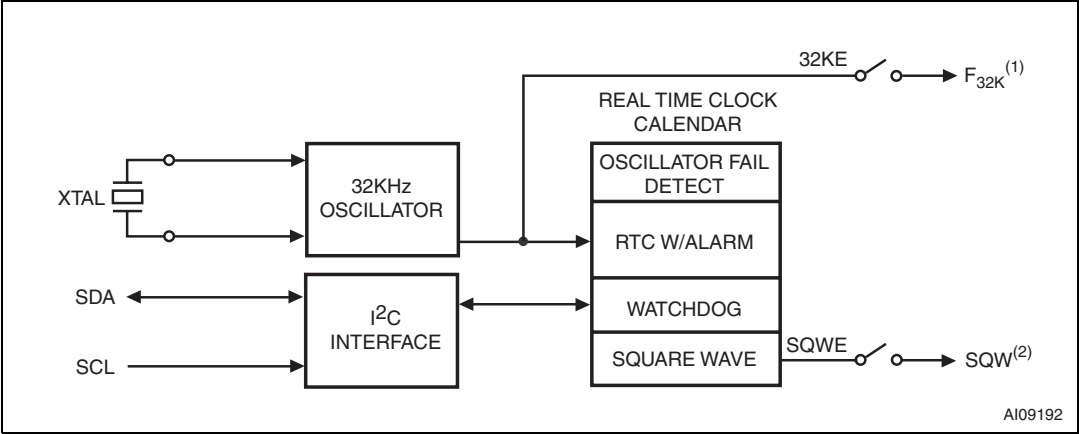 32KE
F32K(1)
REAL TIME CLOCK
CALENDAR
OSCILLATOR FAIL
DETECT
XTAL
32KHz
OSCILLATOR
RTC W/ALARM
SDA
I2C
INTERFACE
WATCHDOG
SCL
SQUARE WAVE
SQWE
SQW(2)
AI09192